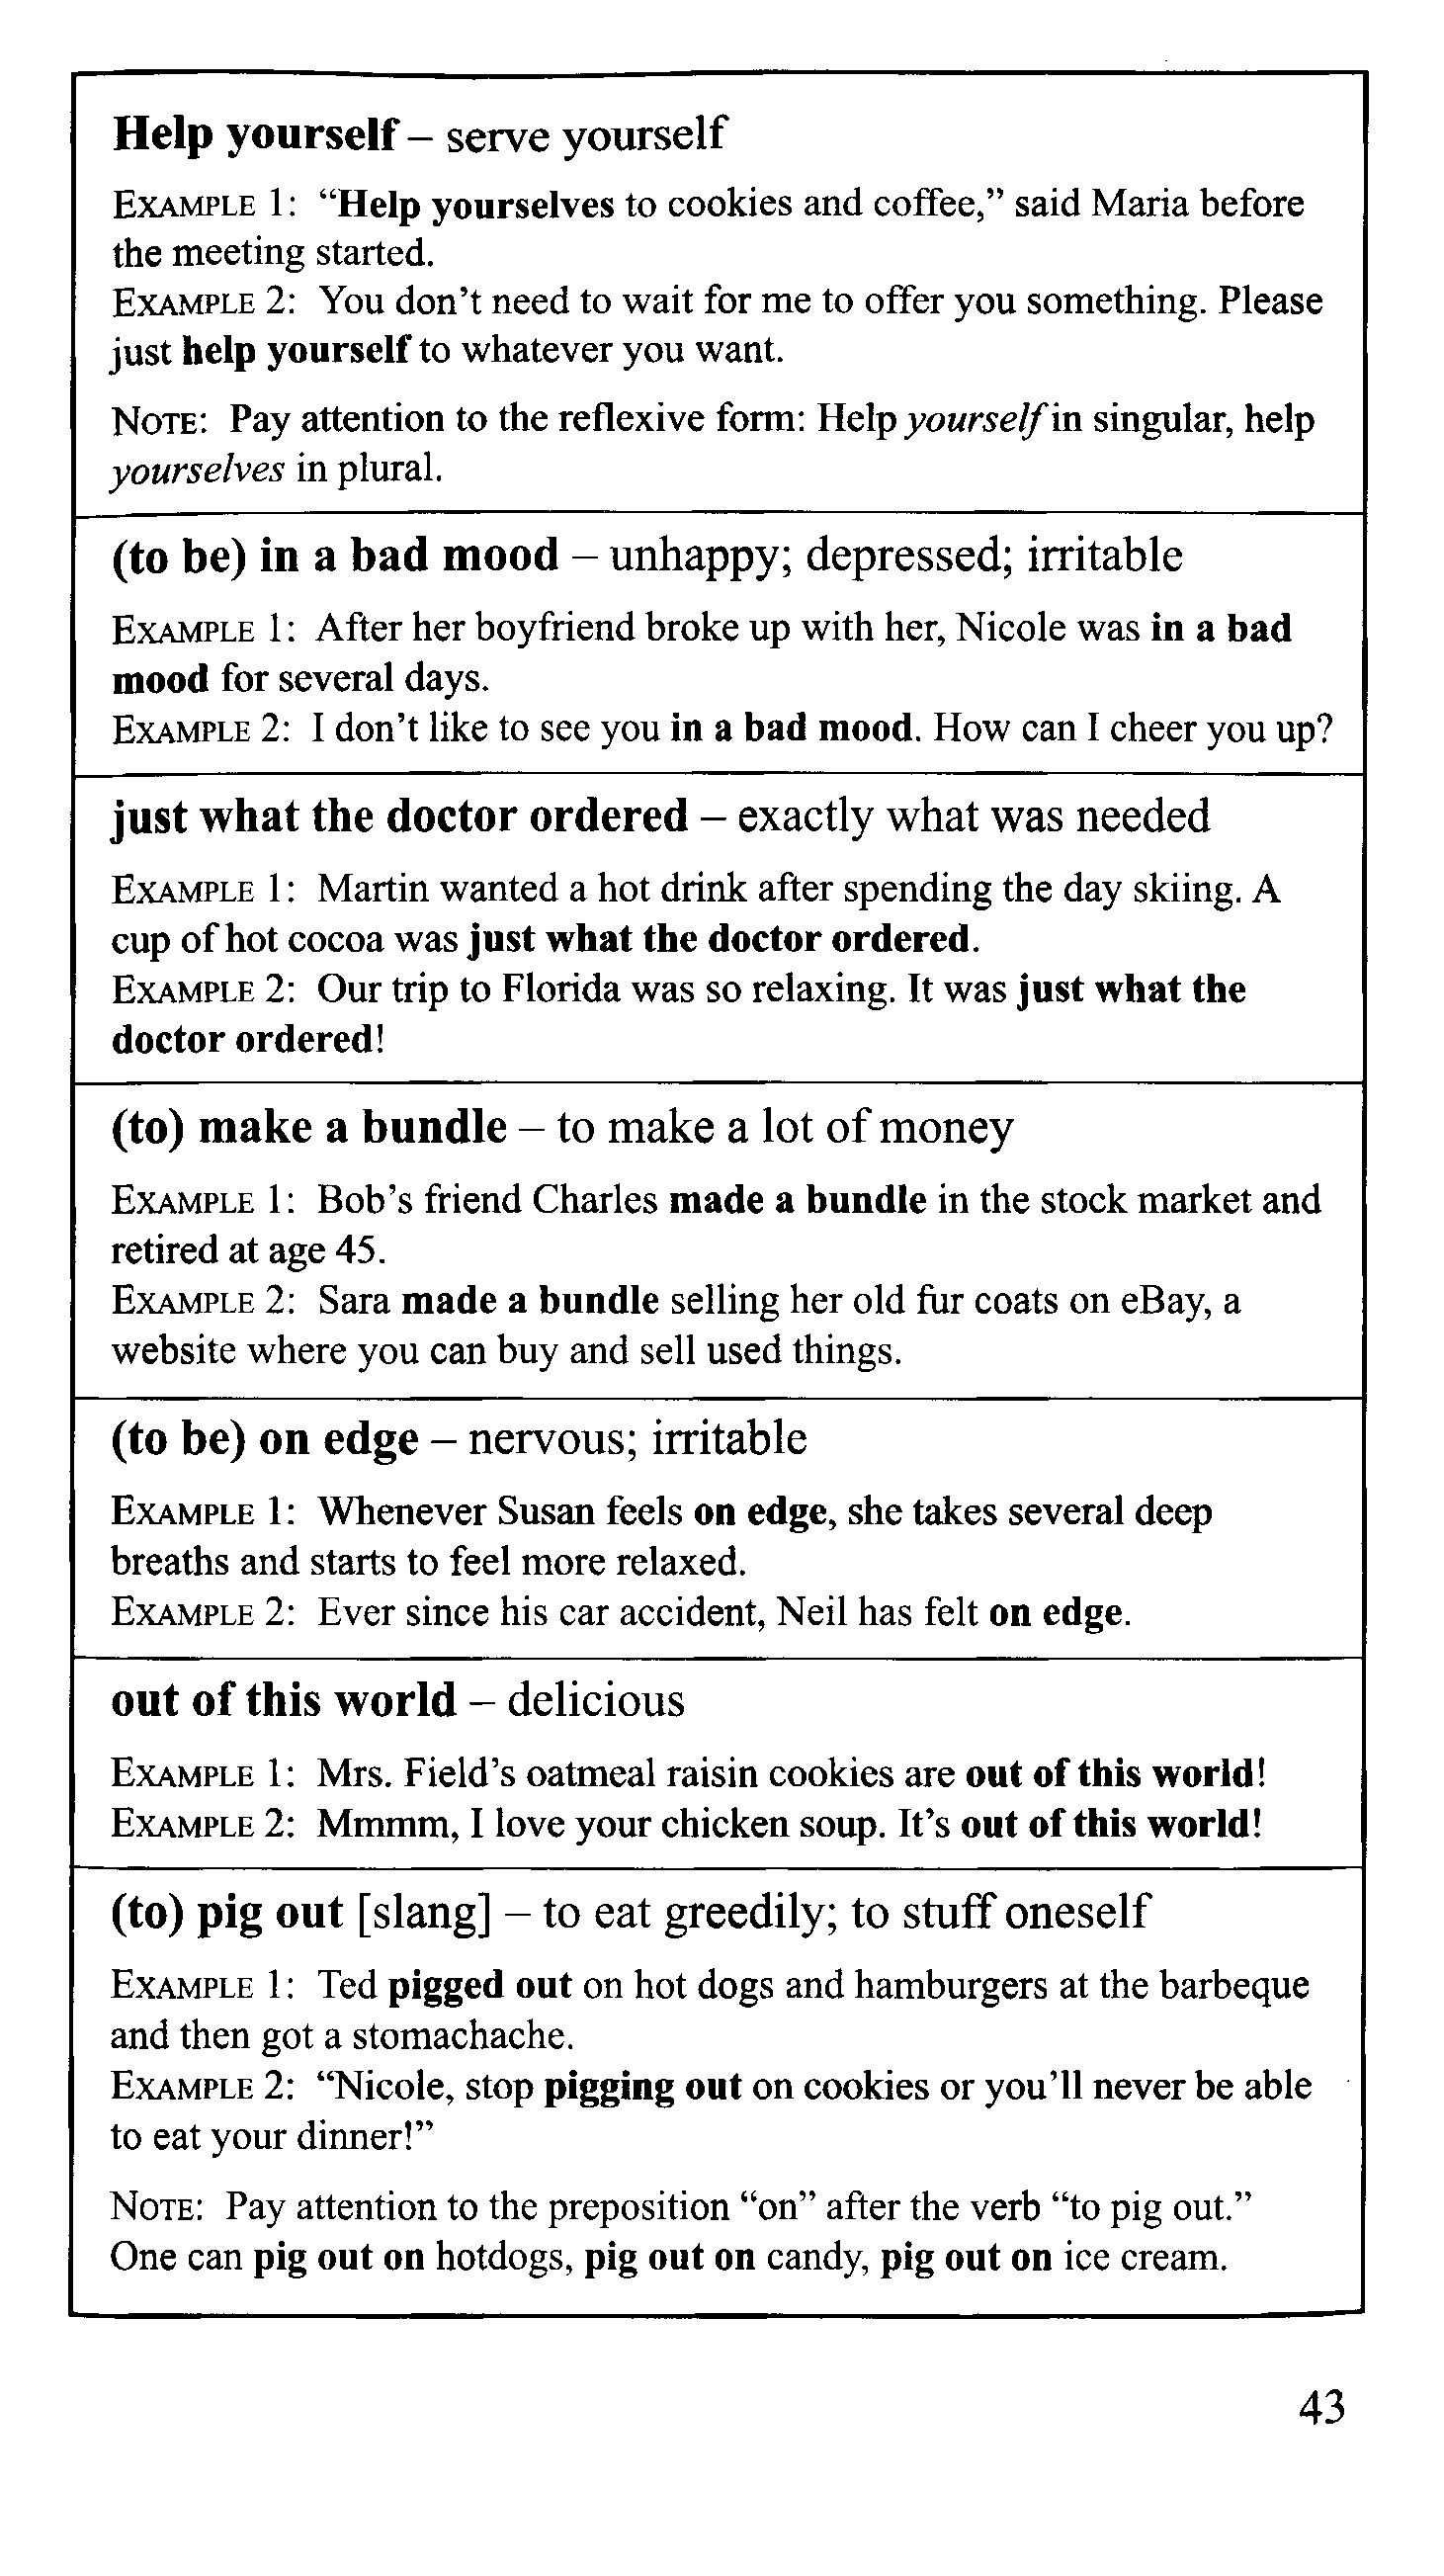 Help yourself – serve yourself
EXAMPLE 1: “Help yourselves to cookies and coffee,” said Maria before
the meeting started.
EXAMPLE 2: You don’t need to wait for me to offer you something. Please
just help yourself to whatever you want.
NOTE: Pay attention to the reflexive form: Help yourself in singular, help
yourselves in plural.
(to be) in a bad mood – unhappy; depressed; irritable
EXAMPLE 1: After her boyfriend broke up with her, Nicole was in a bad
mood for several days.
EXAMPLE 2: I don’t like to see you in a bad mood. How can I cheer you up?
just what the doctor ordered – exactly what was needed
EXAMPLE 1: Martin wanted a hot drink after spending the day skiing. A
cup of hot cocoa was just what the doctor ordered.
EXAMPLE 2: Our trip to Florida was so relaxing. It was just what the
doctor ordered!
(to) make a bundle – to make a lot of money
EXAMPLE 1: Bob’s friend Charles made a bundle in the stock market and
retired at age 45.
EXAMPLE 2: Sara made a bundle selling her old fur coats on eBay, a
website where you can buy and sell used things.
(to be) on edge – nervous; irritable
EXAMPLE 1: Whenever Susan feels on edge, she takes several deep
breaths and starts to feel more relaxed.
EXAMPLE 2: Ever since his car accident, Neil has felt on edge.
out of this world – delicious
EXAMPLE 1: Mrs. Field’s oatmeal raisin cookies are out of this world!
EXAMPLE 2: Mmmm, I love your chicken soup. It’s out of this world!
(to) pig out [slang] – to eat greedily; to stuff oneself
EXAMPLE 1: Ted pigged out on hot dogs and hamburgers at the barbeque
and then got a stomachache.
EXAMPLE 2: “Nicole, stop pigging out on cookies or you’ll never be able
to eat your dinner!”
NOTE: Pay attention to the preposition “on” after the verb “to pig out.”
One can pig out on hotdogs, pig out on candy, pig out on ice cream.
43